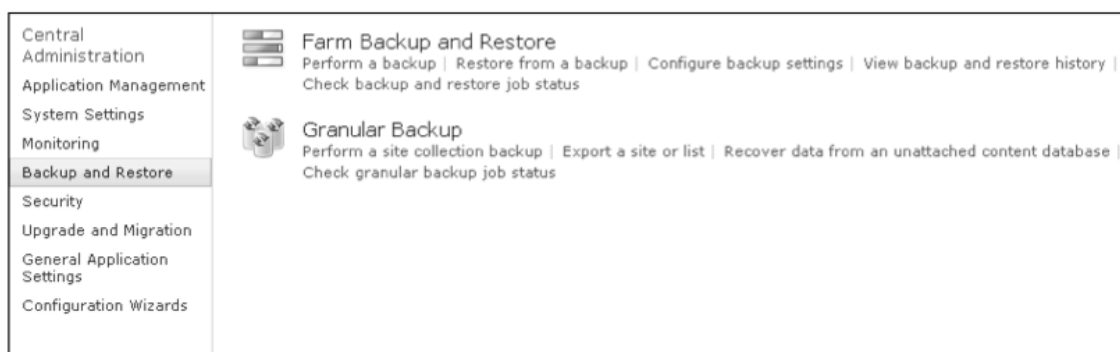 Central
Administration
Application Management
System Settings
Monitoring
Backup and Restore
Security
Upgrade and Migration
General Application
Settings
Configuration Wizards
Farm Backup and Restore
Perform a backup | Restore from a backup | Configure backup settings | View backup and restore history |
Check backup and restore job status
Granular Backup
Perform a site collection backup | Export a site or list | Recover data from an unattached content database |
Check granular backup job status